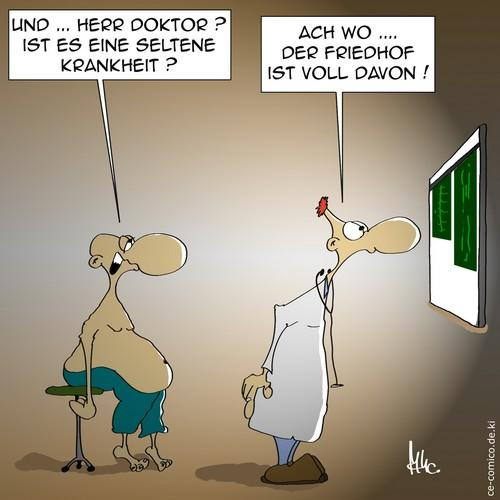 UND ... HERR DOKTOR ?
IST ES EINE SELTENE
KRANKHEIT ?
ACH WO ....
DER FRIEDHOF
IST VOLL DAVON !
ce-comico.de.ki